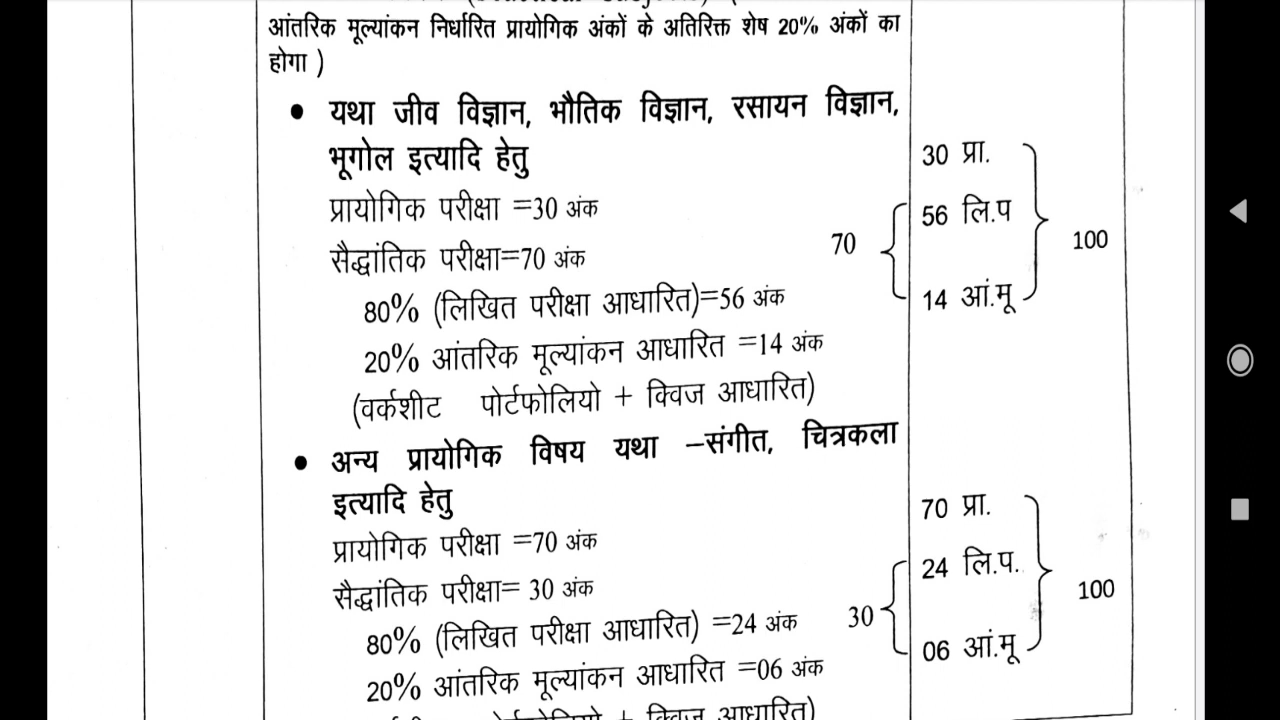 आंतरिक मूल्यांकन निर्धारित प्रायोगिक अंकों के अतिरिक्त शेष 20% अंकों का
होगा )
• यथा जीव विज्ञान, भौतिक विज्ञान, रसायन विज्ञान,
भूगोल इत्यादि हेतु
30 प्रा.
प्रायोगिक परीक्षा =30 अंक
56 लि.प
सैद्धांतिक परीक्षा=70 अंक
70
100
80% (लिखित परीक्षा आधारित)=56 अंक
14 आं.मू
20% आंतरिक मूल्यांकन आधारित =14 अंक
(वर्कशीट पोर्टफोलियो + क्विज आधारित)
• अन्य प्रायोगिक विषय यथा –संगीत, चित्रकला
इत्यादि हेतु
70 प्रा.
प्रायोगिक परीक्षा =70 अंक
24 लि.प.
सैद्धांतिक परीक्षा= 30 अंक
30
100
80% (लिखित परीक्षा आधारित) =24 अंक
06 आं.मू
20% आंतरिक मूल्यांकन आधारित =06 अंक
पोर्टफोलियो + क्विज आधारित)